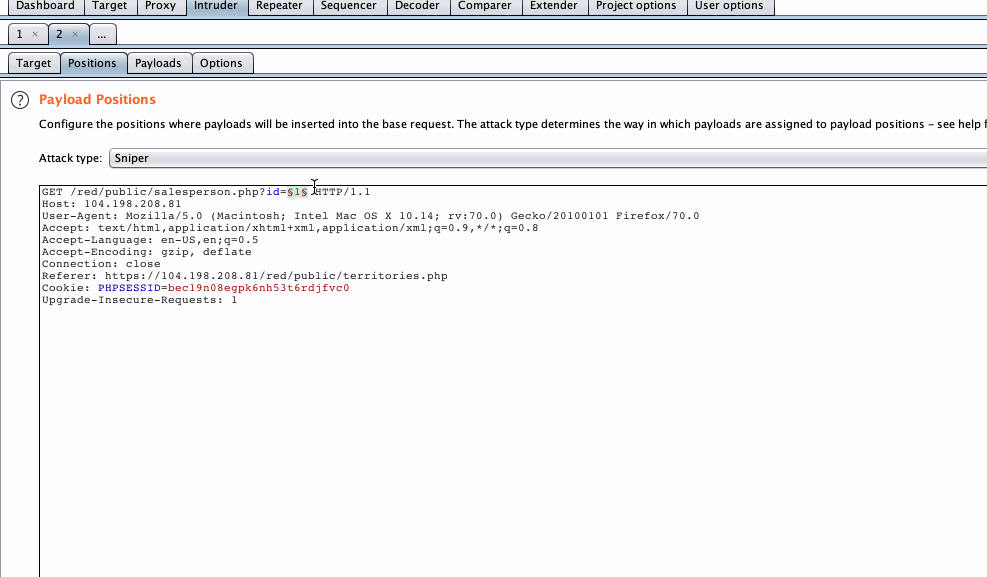 Dashboard Target Proxy Intruder Repeater Sequencer Decoder Comparer Extender Project options User options
1 × 2 × ...
Target Positions Payloads Options
? Payload Positions
Configure the positions where payloads will be inserted into the base request. The attack type determines the way in which payloads are assigned to payload positions – see help f
Attack type: Sniper
GET /red/public/salesperson.php?id=§1§ HTTP/1.1
Host: 104.198.208.81
User-Agent: Mozilla/5.0 (Macintosh; Intel Mac OS X 10.14; rv:70.0) Gecko/20100101 Firefox/70.0
Accept: text/html,application/xhtml+xml,application/xml;q=0.9,*/*;q=0.8
Accept-Language: en-US,en;q=0.5
Accept-Encoding: gzip, deflate
Connection: close
Referer: https://104.198.208.81/red/public/territories.php
Cookie: PHPSESSID=becl9n08egpk6nh53t6rdjfvc0
Upgrade-Insecure-Requests: 1